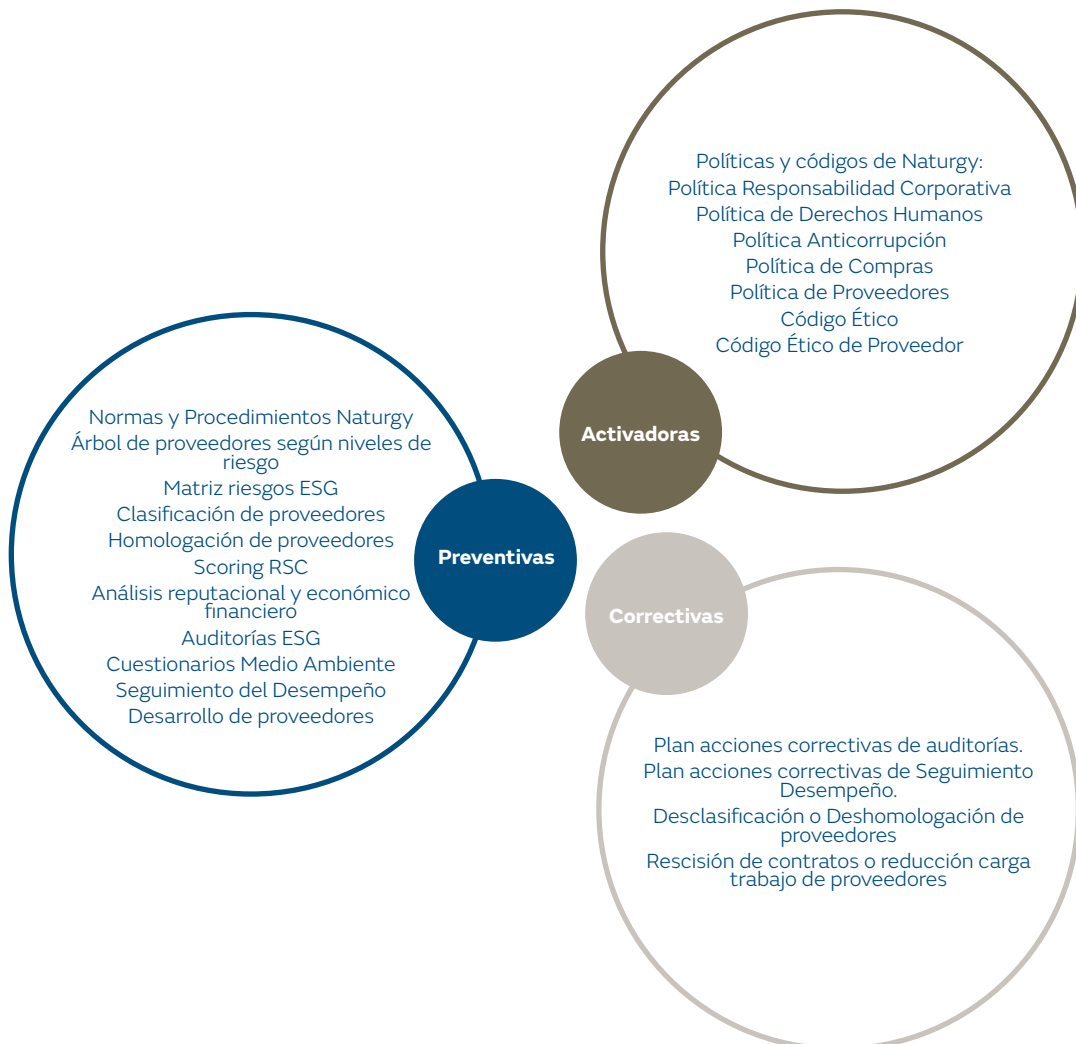 Políticas y códigos de Naturgy:
Política Responsabilidad Corporativa
Política de Derechos Humanos
Política Anticorrupción
Política de Compras
Política de Proveedores
Código Ético
Código Ético de Proveedor
Activadoras
Normas y Procedimientos Naturgy
Árbol de proveedores según niveles de
riesgo
Matriz riesgos ESG
Clasificación de proveedores
Homologación de proveedores
Scoring RSC
Análisis reputacional y económico
financiero
Auditorías ESG
Cuestionarios Medio Ambiente
Seguimiento del Desempeño
Desarrollo de proveedores
Preventivas
Correctivas
Plan acciones correctivas de auditorías.
Plan acciones correctivas de Seguimiento
Desempeño.
Desclasificación o Deshomologación de
proveedores
Rescisión de contratos o reducción carga
trabajo de proveedores